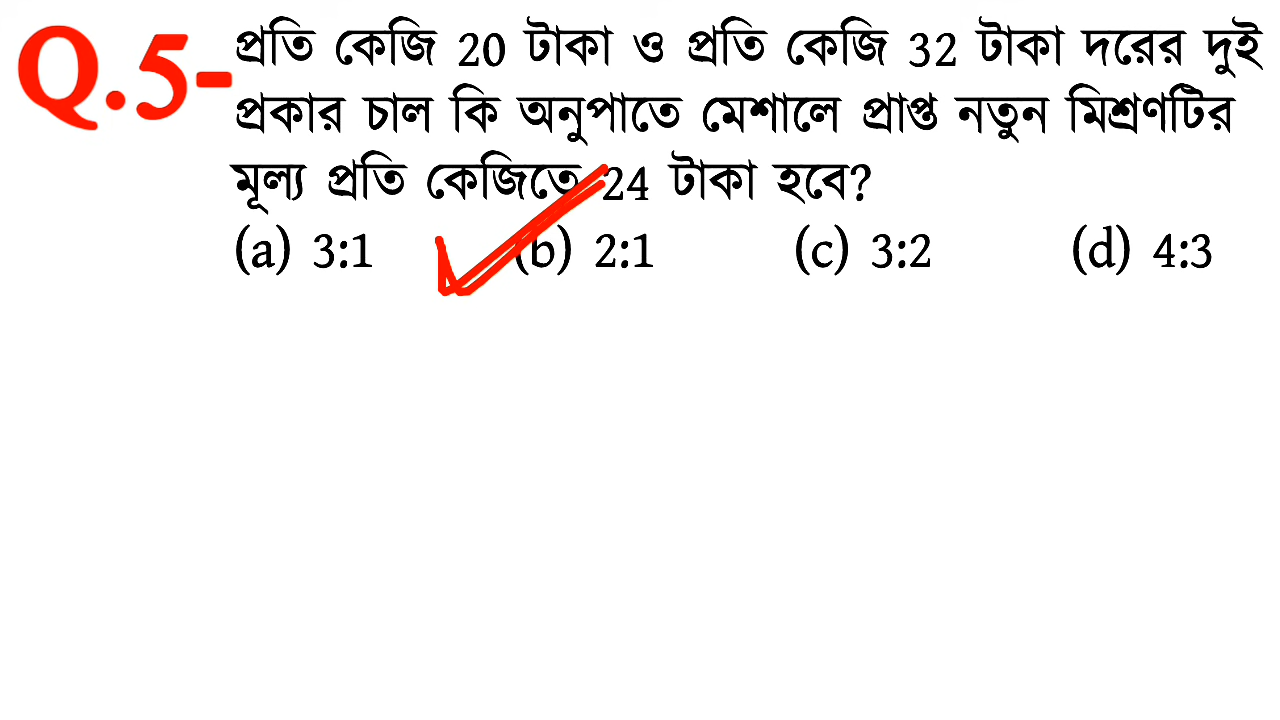 Q.5- প্রতি কেজি 20 টাকা ও প্রতি কেজি 32 টাকা দরের দুই
প্রকার চাল কি অনুপাতে মেশালে প্রাপ্ত নতুন মিশ্রণটির
মূল্য প্রতি কেজিতে 24 টাকা হবে?
(a) 3:1 (b) 2:1 (c) 3:2 (d) 4:3